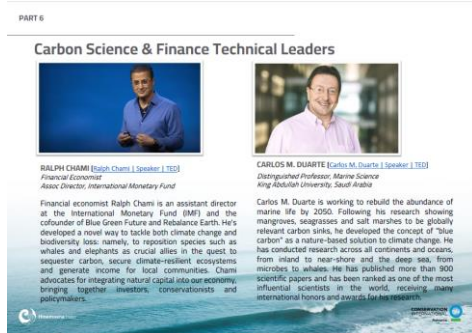 PART 6
Carbon Science & Finance Technical Leaders
RALPH CHAMI [Ralph Chami | Speaker | TED]
Financial Economist
Assoc Director, International Monetary Fund
Financial economist Ralph Chami is an assistant director
at the International Monetary Fund (IMF) and the
cofounder of Blue Green Future and Rebalance Earth. He's
developed a novel way to tackle both climate change and
biodiversity loss: namely, to reposition species such as
whales and elephants as crucial allies in the quest to
sequester carbon, secure climate-resilient ecosystems
and generate income for local communities. Chami
advocates for integrating natural capital into our economy,
bringing together investors, conservationists and
policymakers.
CARLOS M. DUARTE [Carlos M. Duarte | Speaker | TED]
Distinguished Professor, Marine Science
King Abdullah University, Saudi Arabia
Carlos M. Duarte is working to rebuild the abundance of
marine life by 2050. Following his research showing
mangroves, seagrasses and salt marshes to be globally
relevant carbon sinks, he developed the concept of "blue
carbon" as a nature-based solution to climate change. He
has conducted research across all continents and oceans,
from inland to near-shore and the deep sea, from
microbes to whales. He has published more than 900
scientific papers and has been ranked as one of the most
influential scientists in the world, receiving many
international honors and awards for his research.
CONSERVATION
INTERNATIONAL